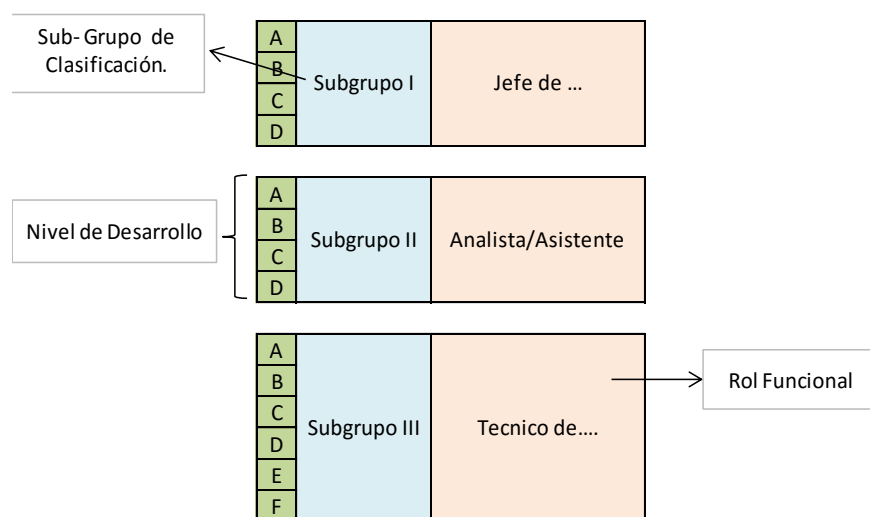 Sub- Grupo de
Clasificación.
A
B
C
D
Subgrupo I
Jefe de ...
Nivel de Desarrollo
A
B
C
D
Subgrupo II
Analista/Asistente
A
B
C
D
E
F
Subgrupo III
Tecnico de....
Rol Funcional